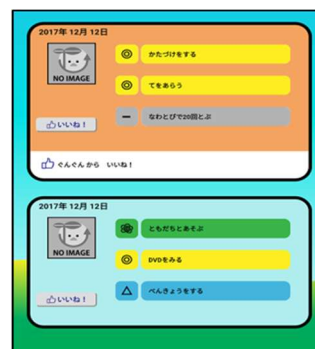 2017年 12月 12日
NO IMAGE
◎ かたづけをする
◎ てをあらう
ー なわとびで20回とぶ
いいね！
ぐんぐん から いいね！
2017年 12月 12日
NO IMAGE
ともだちとあそぶ
◎ DVDをみる
△ べんきょうをする
いいね！